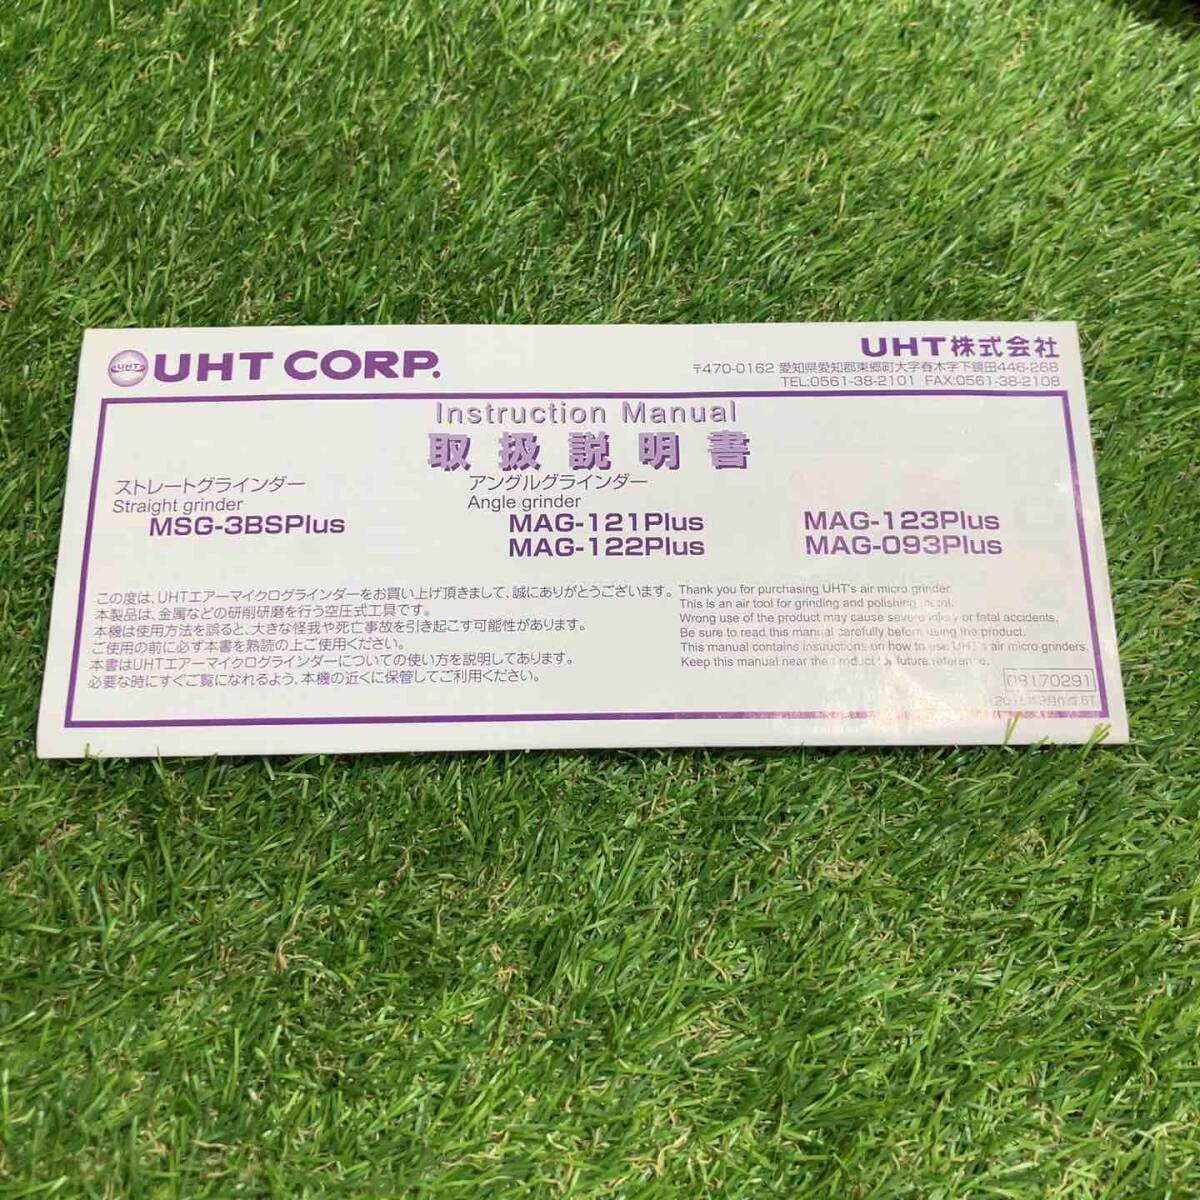 UHT
UHT CORP.
UHT株式会社
〒470-0162 愛知県愛知郡東郷町大字春木字下鏡田446-268
TEL:0561-38-2101 FAX:0561-38-2108
Instruction Manual
取扱説明書
ストレートグラインダー
Straight grinder
MSG-3BSPlus
アングルグラインダー
Angle grinder
MAG-121Plus
MAG-122Plus
MAG-123Plus
MAG-093Plus
この度は、UHTエアーマイクログラインダーをお買い上げ頂きまして、誠にありがとうございます。
本製品は、金属などの研削研磨を行う空圧式工具です。
本機は使用方法を誤ると、大きな怪我や死亡事故を引き起こす可能性があります。
ご使用の前に必ず本書を熟読の上ご使用ください。
本書はUHTエアーマイクログラインダーについての使い方を説明してあります。
必要な時にすぐご覧になれるよう、本機の近くに保管してご利用ください。
Thank you for purchasing UHT's air micro grinder.
This is an air tool for grinding and polishing metal.
Wrong use of the product may cause severe injury or fatal accidents.
Be sure to read this manual carefully before using the product.
This manual contains instructions on how to use UHT's air micro grinders.
Keep this manual near the product for future reference.
09170291